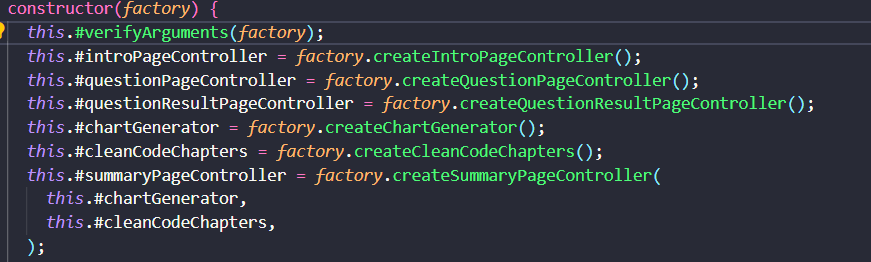 constructor(factory) {
this.#verifyArguments(factory);
this.#introPageController = factory.createIntroPageController();
this.#questionPageController = factory.createQuestionPageController();
this.#questionResultPageController = factory.createQuestionResultPageController();
this.#chartGenerator = factory.createChartGenerator();
this.#cleanCodeChapters = factory.createCleanCodeChapters();
this.#summaryPageController = factory.createSummaryPageController(
this.#chartGenerator,
this.#cleanCodeChapters,
);